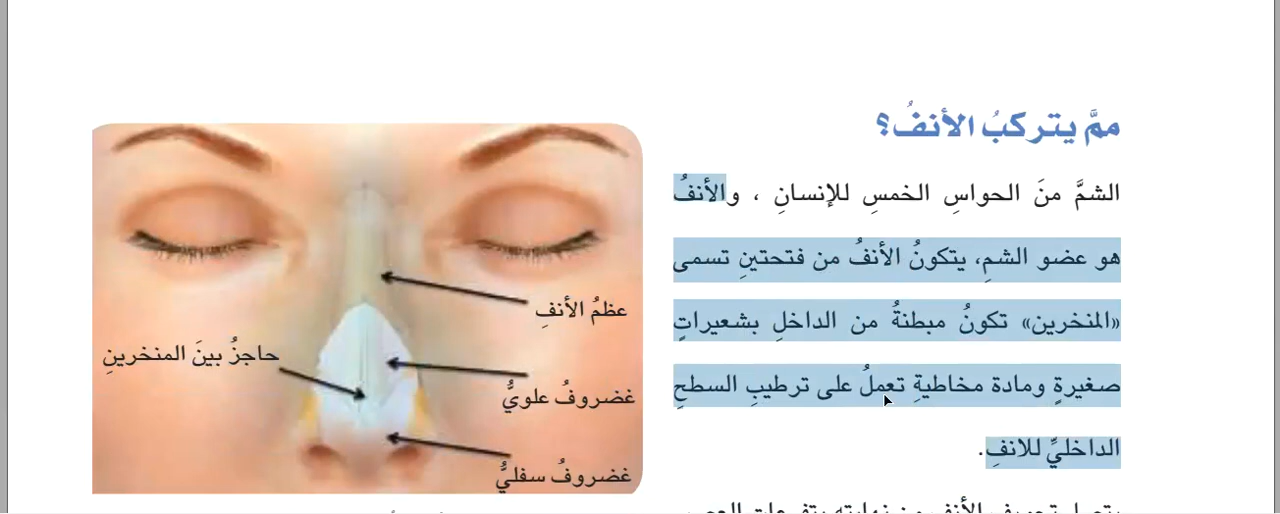 ممَّ يتركبُ الأنفُ؟
الشمَّ منَ الحواسِ الخمسِ للإنسانِ ، والأنفُ
هو عضو الشمِ، يتكونُ الأنفُ من فتحتينِ تسمى
«المنخرين» تكونُ مبطنةُ من الداخلِ بشعيراتٍ
صغيرةٍ ومادة مخاطيةِ تعملُ على ترطيبِ السطحِ
الداخليِّ للانفِ.
عظمُ الأنفِ
حاجزُ بينَ المنخرينِ
غضروفُ علويُّ
غضروفُ سفليُّ